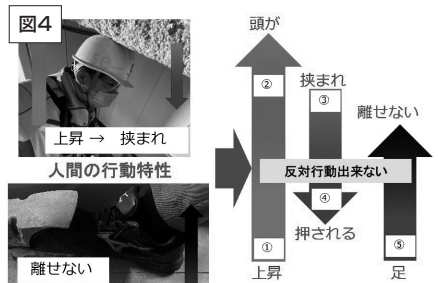 図4
上昇 → 挟まれ
人間の行動特性
離せない
頭が
②
挟まれ
③
離せない
反対行動出来ない
④
押される
①
上昇
⑤
足